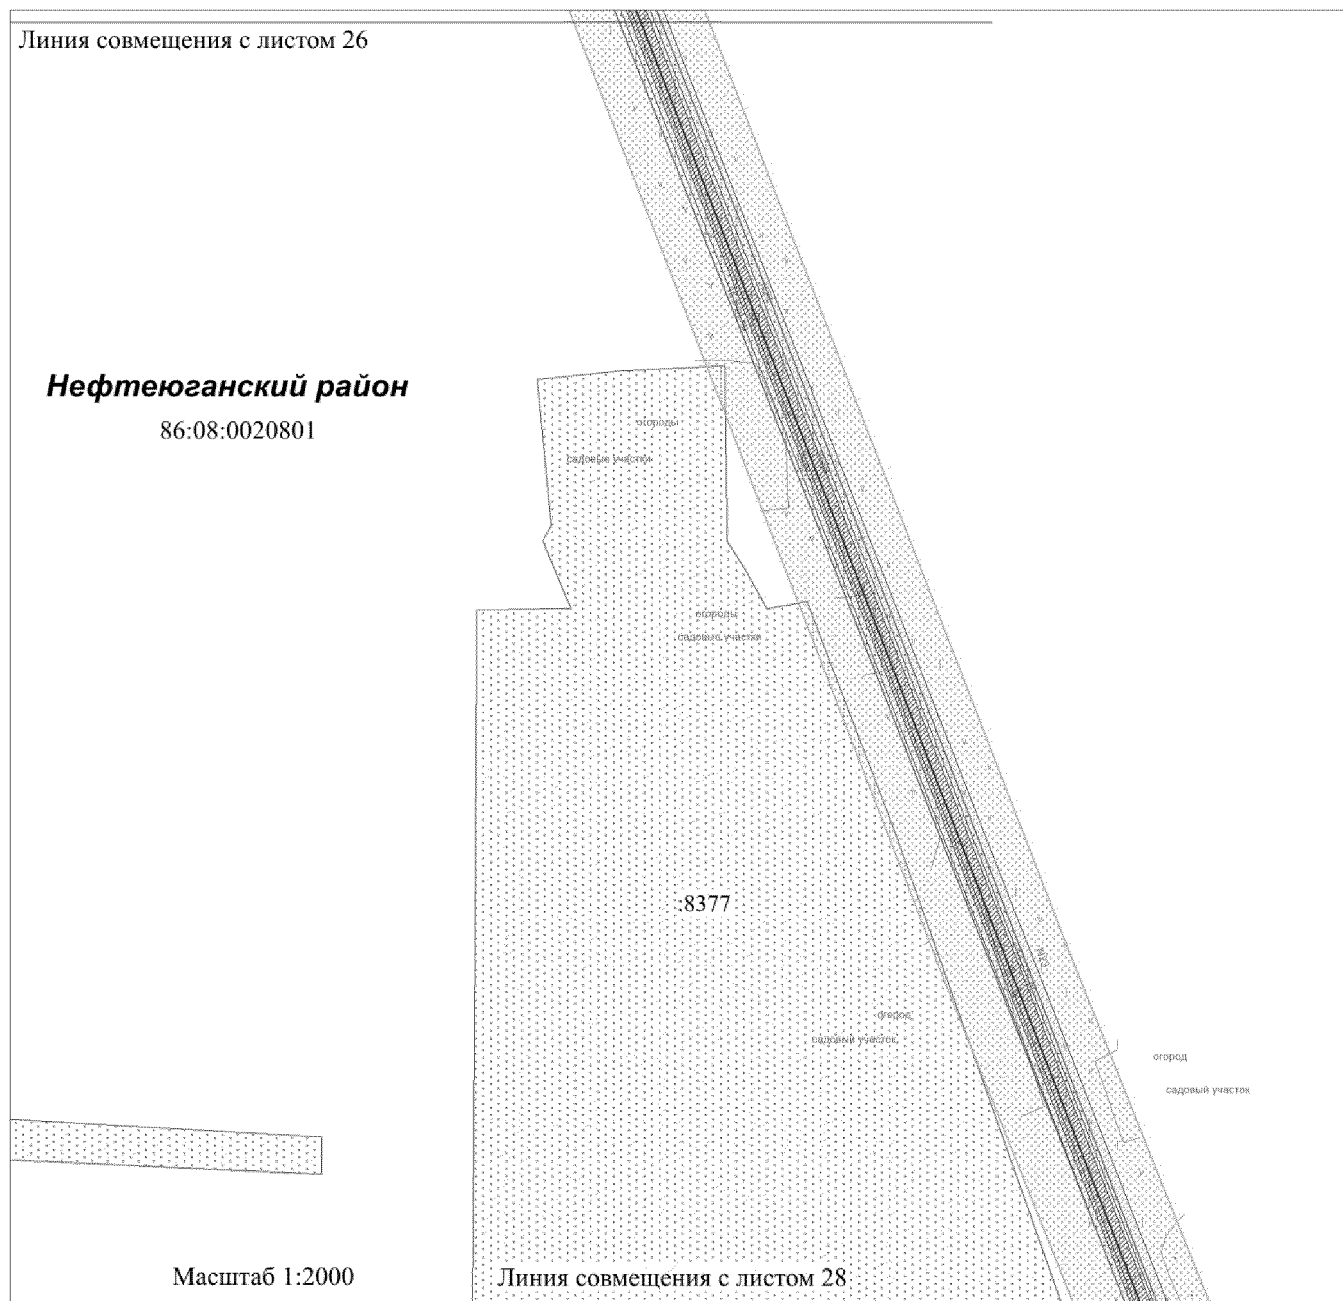 Линия совмещения с листом 26
Нефтеюганский район
86:08:0020801
огороды
садовые участки
огороды
садовые участки
:8377
огород
садовый участок
огород
садовый участок
Масштаб 1:2000
Линия совмещения с листом 28